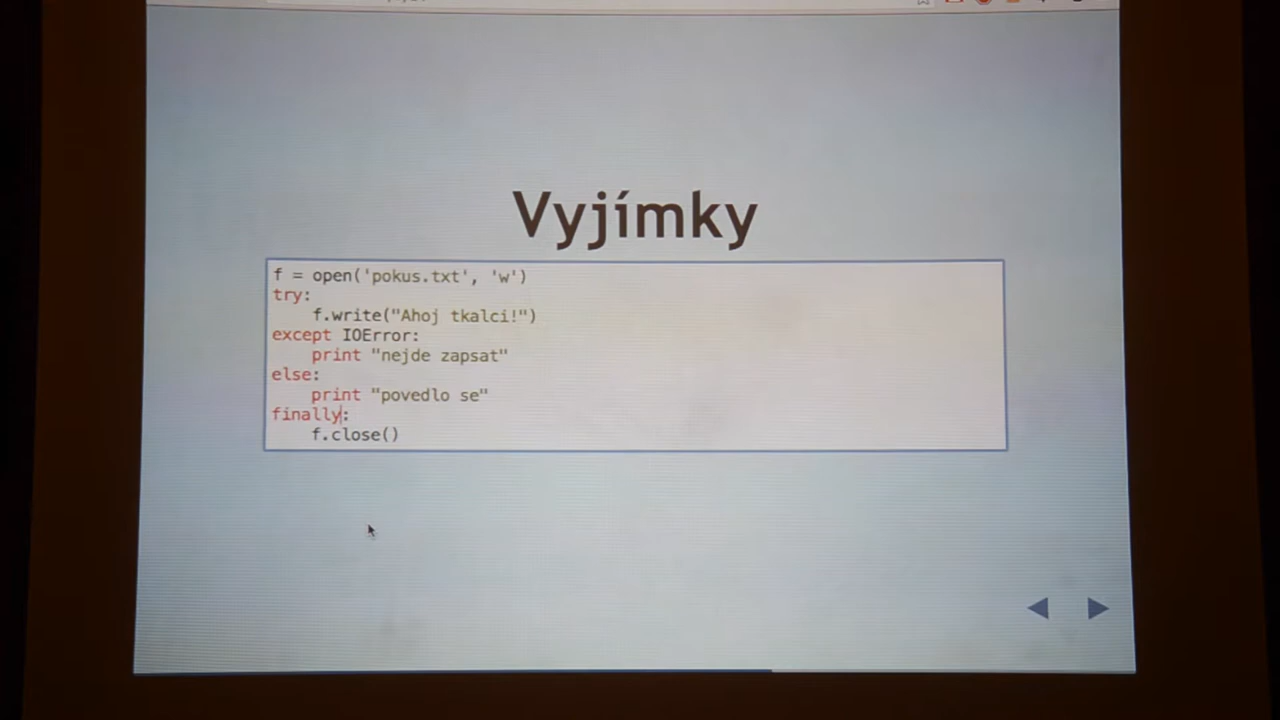 Vyjímky
f = open('pokus.txt', 'w')
try:
    f.write("Ahoj tkalci!")
except IOError:
    print "nejde zapsat"
else:
    print "povedlo se"
finally:
    f.close()